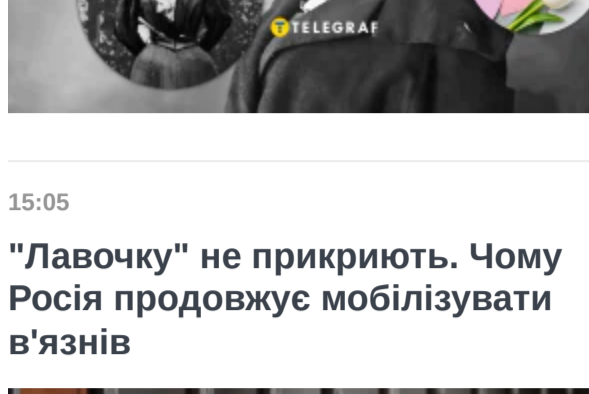 TELEGRAF
15:05
"Лавочку" не прикриють. Чому
Росія продовжує мобілізувати
в'язнів